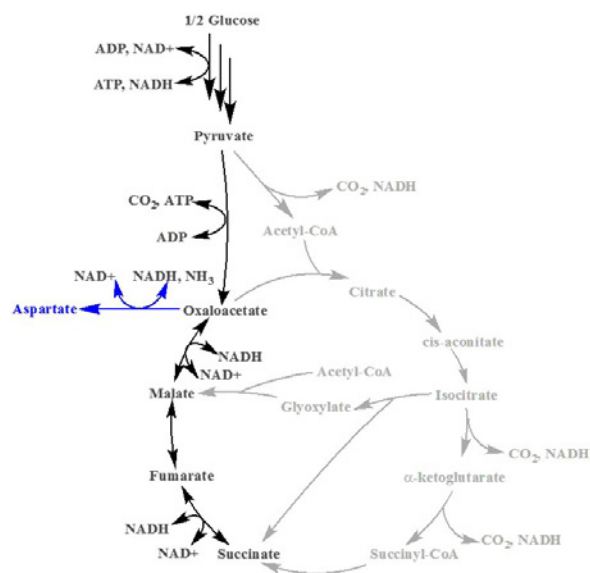 1/2 Glucose
ADP, NAD+
ATP, NADH
Pyruvate
CO2, ATP
CO2, NADH
ADP
Acetyl-CoA
NAD+ NADH, NH3
Citrate
Aspartate
Oxaloacetate
cis-aconitate
NADH
NAD+
Acetyl-CoA
Malate
Glyoxylate
Isocitrate
CO2, NADH
Fumarate
α-ketoglutarate
NADH
NAD+
Succinate
Succinyl-CoA
CO2, NADH